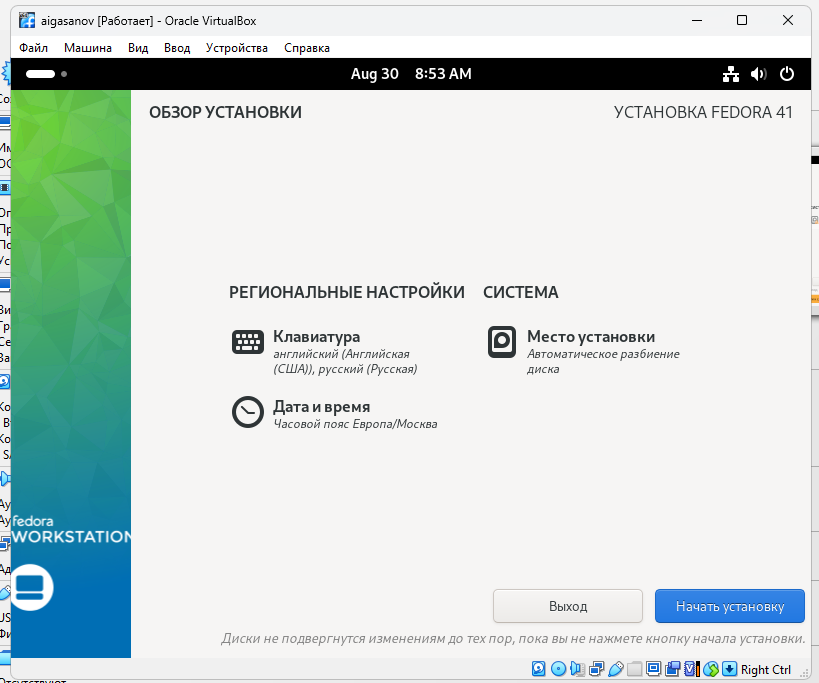 aigasanov [Работает] - Oracle VirtualBox
Файл Машина Вид Ввод Устройства Справка
Aug 30 8:53 AM
ОБЗОР УСТАНОВКИ
УСТАНОВКА FEDORA 41
РЕГИОНАЛЬНЫЕ НАСТРОЙКИ
Клавиатура
английский (Английская
(США)), русский (Русская)
Дата и время
Часовой пояс Европа/Москва
СИСТЕМА
Место установки
Автоматическое разбиение
диска
fedora
WORKSTATION
Выход
Начать установку
Диски не подвергнутся изменениям до тех пор, пока вы не нажмете кнопку начала установки.
Right Ctrl